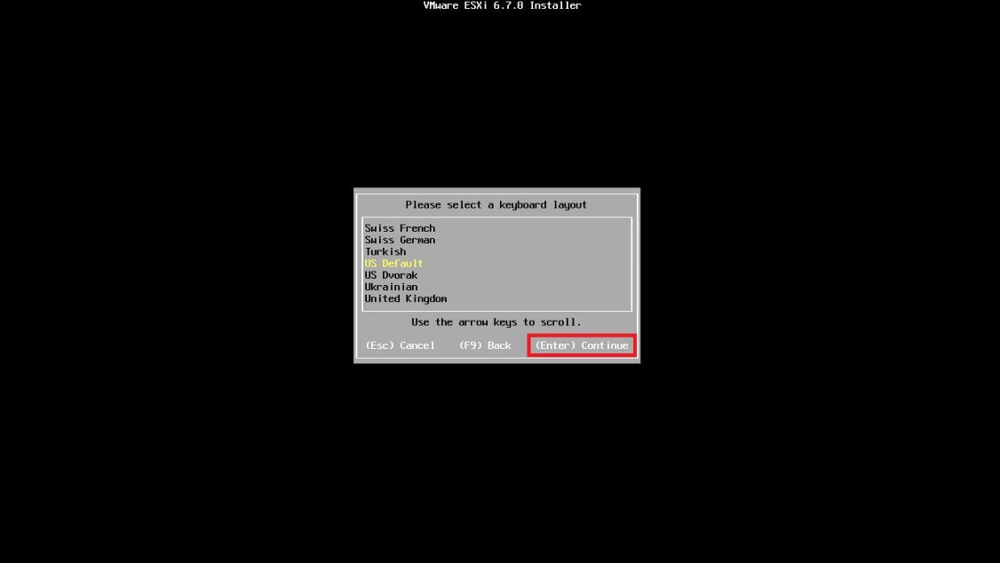 VMware ESXi 6.7.0 Installer
Please select a keyboard layout
Swiss French
Swiss German
Turkish
US Default
US Dvorak
Ukrainian
United Kingdom
Use the arrow keys to scroll.
(Esc) Cancel (F9) Back (Enter) Continue